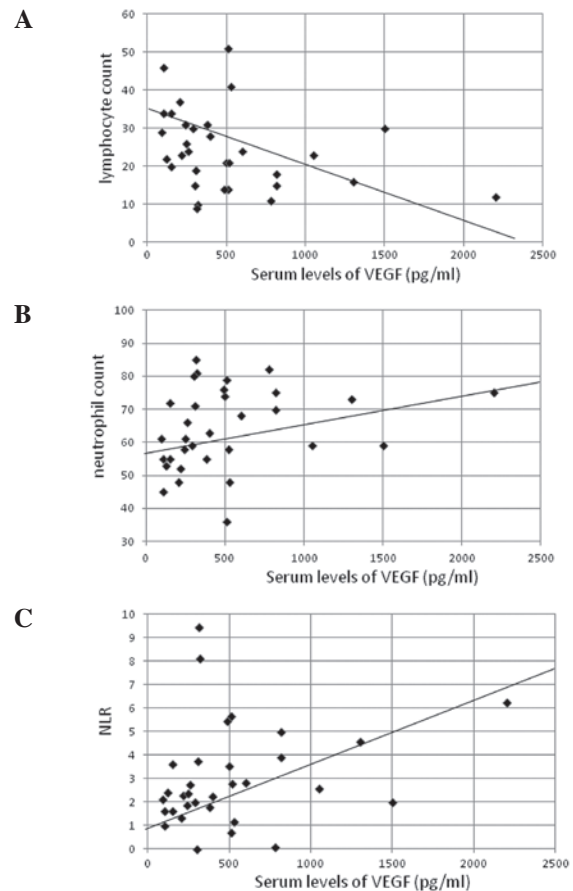 A
60
50
40
30
20
10
0
lymphocyte count
0 500 1000 1500 2000 2500
Serum levels of VEGF (pg/ml)
B
100
90
80
70
60
50
40
30
neutrophil count
0 500 1000 1500 2000 2500
Serum levels of VEGF (pg/ml)
C
10
9
8
7
6
5
4
3
2
1
0
NLR
0 500 1000 1500 2000 2500
Serum levels of VEGF (pg/ml)